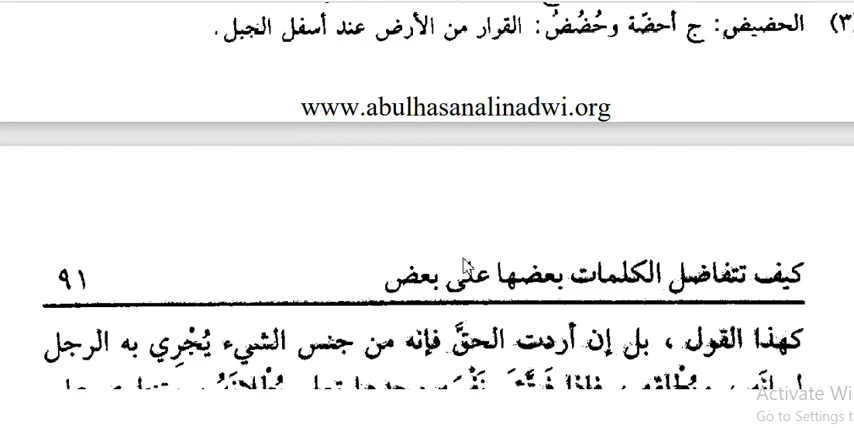 (٣) الحضيض: ج أحضّة وحُضُضٌ: القرار من الأرض عند أسفل الجبل.
www.abulhasanalinadwi.org
كيف تتفاضل الكلمات بعضها على بعض ٩١
كهذا القول، بل إن أردت الحقَّ فإنه من جنس الشيء يُجْرِي به الرجل
Activate Wi
Go to Settings t